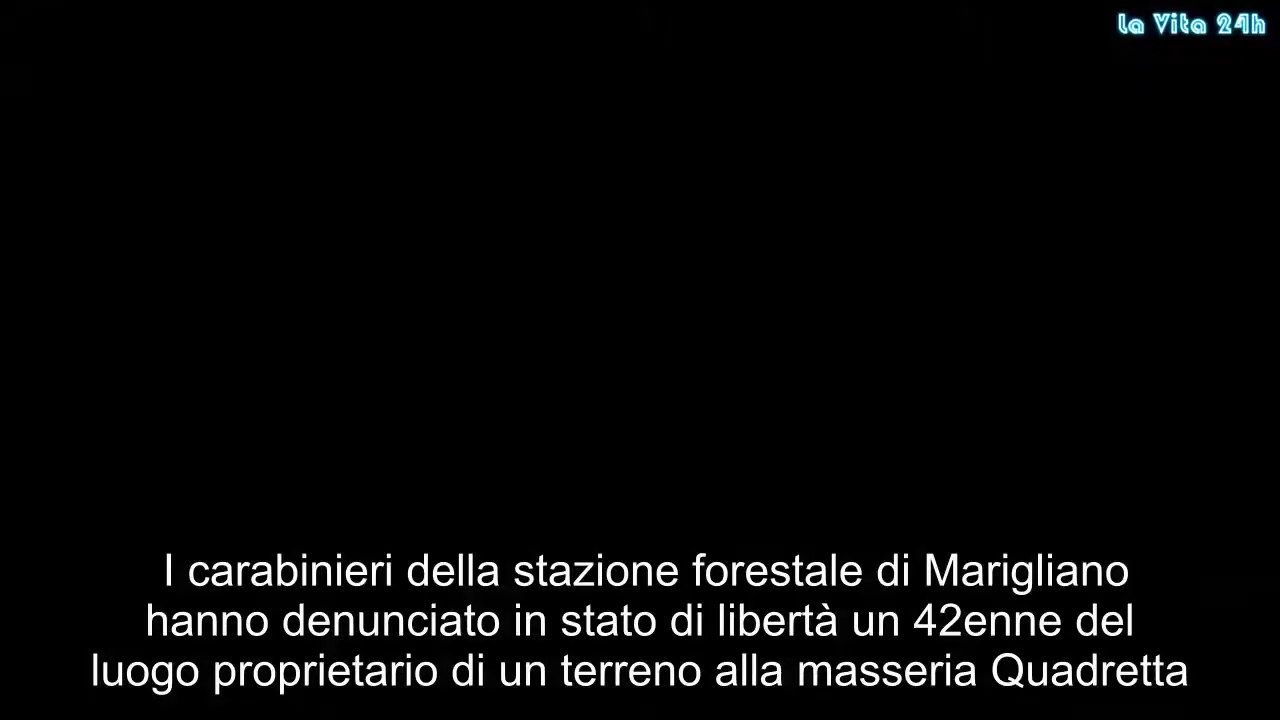 la Vita 24h
I carabinieri della stazione forestale di Marigliano
hanno denunciato in stato di libertà un 42enne del
luogo proprietario di un terreno alla masseria Quadretta